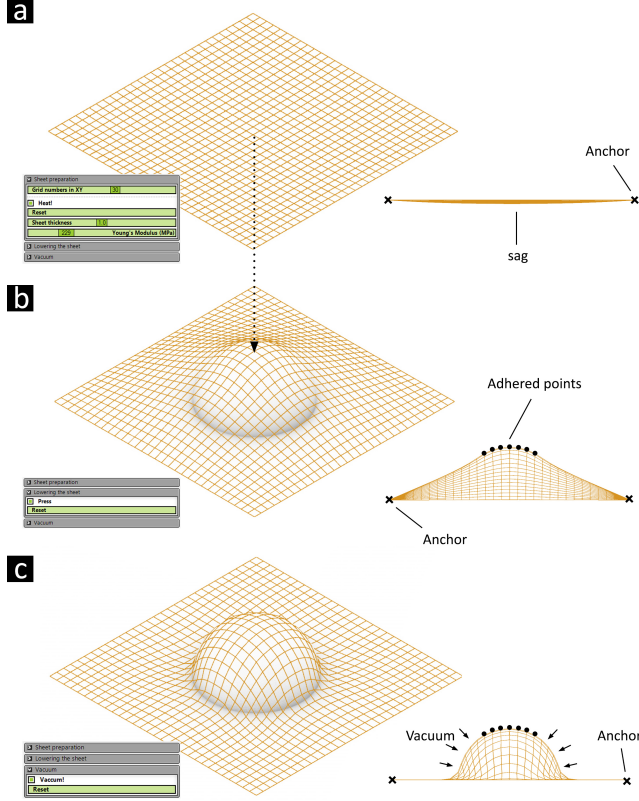 a
Sheet preparation
Grid numbers in XY 30
Heat!
Reset
Sheet thickness 1.0
229 Young's Modulus (MPa)
Lowering the sheet
Vacuum
Anchor
sag
b
Sheet preparation
Lowering the sheet
Press
Reset
Vacuum
Adhered points
Anchor
c
Sheet preparation
Lowering the sheet
Vacuum
Vaccum!
Reset
Vacuum
Anchor